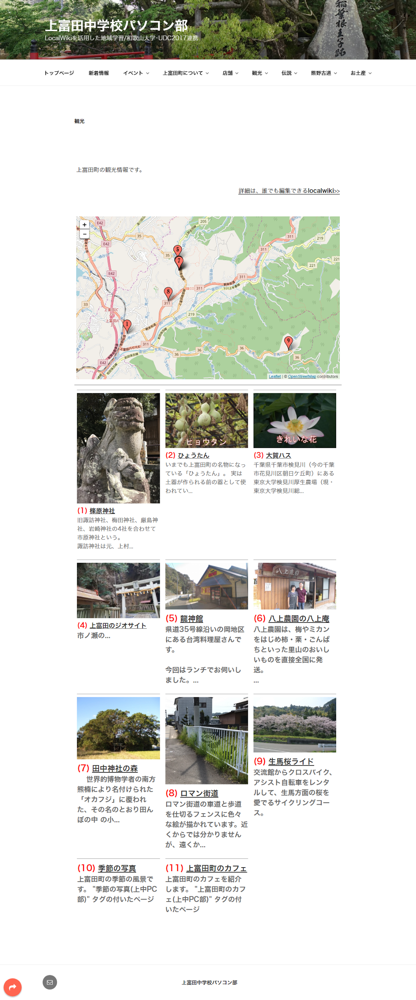 上富田中学校パソコン部
LocalWikiを活用した地域学習/和歌山大学･UDC2017連携
稲葉根王子跡
トップページ 新着情報 イベント 上富田町について 店舗 観光 伝説 熊野古道 お土産
観光
上富田町の観光情報です。
詳細は、誰でも編集できるlocalwiki>>
+
−
E42
205
35
311
219
E42
311
5
35
221
221
7
E42
311
朝来街道
311
8
311
33
上富田IC
35
219
上富田IC
35
1
朝来街道
9
311
上富田バイパス
36
36
36
36
E42
Leaflet | © OpenStreetMap contributors
ヒョウタン
きれいな花
(2) ひょうたん
いまでも上富田町の名物になっ
ている「ひょうたん」。 実は
土器が作られる前の器として使
われてい...
(3) 大賀ハス
千葉県千葉市検見川（今の千葉
市花見川区朝日ケ丘町）にある
東京大学検見川厚生農場（現・
東京大学検見川総...
(1) 檪原神社
旧諏訪神社、梅田神社、厳島神
社、岩崎神社の4社を合わせて
市原神社という。
諏訪神社は元、上村...
八上農園
(4) 上富田のジオサイト
市ノ瀬の...
(5) 龍神館
県道35号線沿いの岡地区
にある台湾料理屋さんで
す。
今回はランチでお伺いし
ました。...
(6) 八上農園の八上庵
八上農園は、梅やミカン
をはじめ柿・栗・ごんぱ
ちといった里山のおいし
いものを直接全国に発
送。
...
(7) 田中神社の森
世界的博物学者の南方
熊楠により名付けられた
「オカフジ」に覆われ
た、その名のとおり田ん
ぼの中 の小...
(8) ロマン街道
ロマン街道の車道と歩道
を仕切るフェンスに色々
な絵が描かれています。近
くからでは分かりません
が、遠くか...
(9) 生馬桜ライド
交流館からクロスバイク、
アシスト自転車をレンタ
ルして、生馬方面の桜を
愛でるサイクリングコー
ス。
(10) 季節の写真
上富田町の季節の風景で
す。 "季節の写真(上中PC
部)" タグの付いたページ
(11) 上富田町のカフェ
上富田町のカフェを紹介
します。 "上富田町のカフ
ェ(上中PC部)" タグの付
いたページ
上富田中学校パソコン部